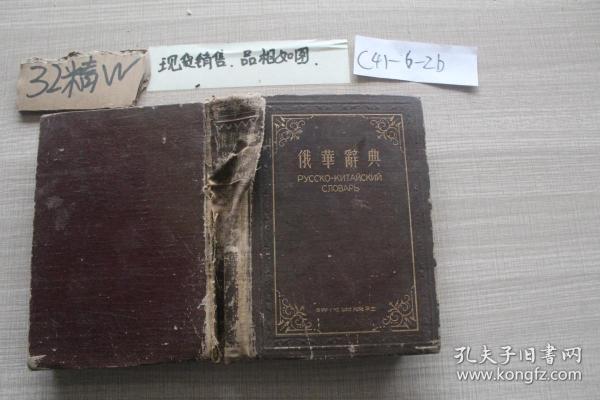 32精W
现货销售.品相如图.
C41-6-2b
俄華辭典
РУССКО-КИТАЙСКИЙ
СЛОВАРЬ
孔夫子旧书网
www.kongfz.com